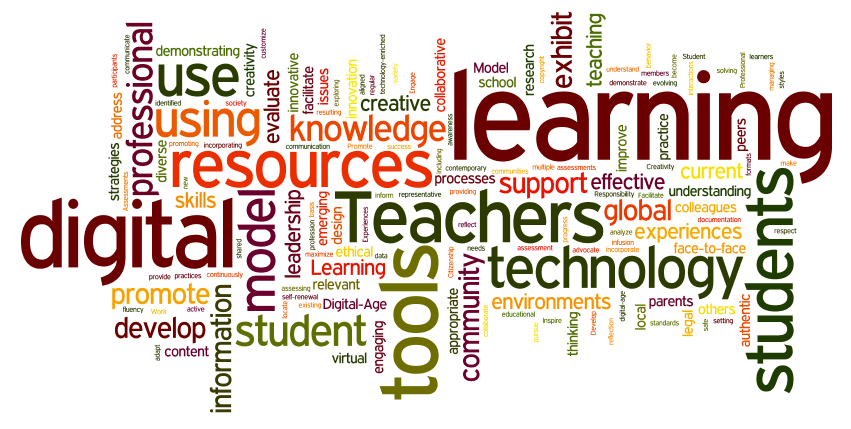 learning
digital
Teachers
technology
students
tools
resources
model
use
using
knowledge
student
professional
community
information
promote
develop
support
global
creative
effective
environments
experiences
exhibit
teaching
Learning
current
skills
leadership
evaluate
demonstrating
creativity
communicate
customize
participants
address
strategies
diverse
identified
society
promoting
incorporating
new
Assessments
innovative
facilitate
issues
resulting
exploring
innovation
aligned
regular
technology-enriched
variety
Engage
collaborative
communication
Promote
success
awareness
including
Model
school
research
copyright
understand
demonstrate
behavior
members
evolving
become
Student
interactions
solving
Professional
learners
managing
styles
improve
practice
peers
formats
make
contemporary
communities
multiple
assessments
Creativity
processes
providing
Responsibility
Facilitate
understanding
colleagues
documentation
respect
reflect
progress
analyze
infusion
incorporate
advocate
assessment
needs
Citizenship
face-to-face
inform
representative
Experiences
emerging
design
basis
profession
maximize
ethical
data
shared
provide
practices
continuously
fluency
Work
active
adapt
content
assessing
relevant
self-renewal
locate
existing
Digital-Age
virtual
engaging
appropriate
collaborate
educational
pursue
Inspire
thinking
Develop
reflection
digital-age
local
standards
parents
legal
others
safe
setting
authentic